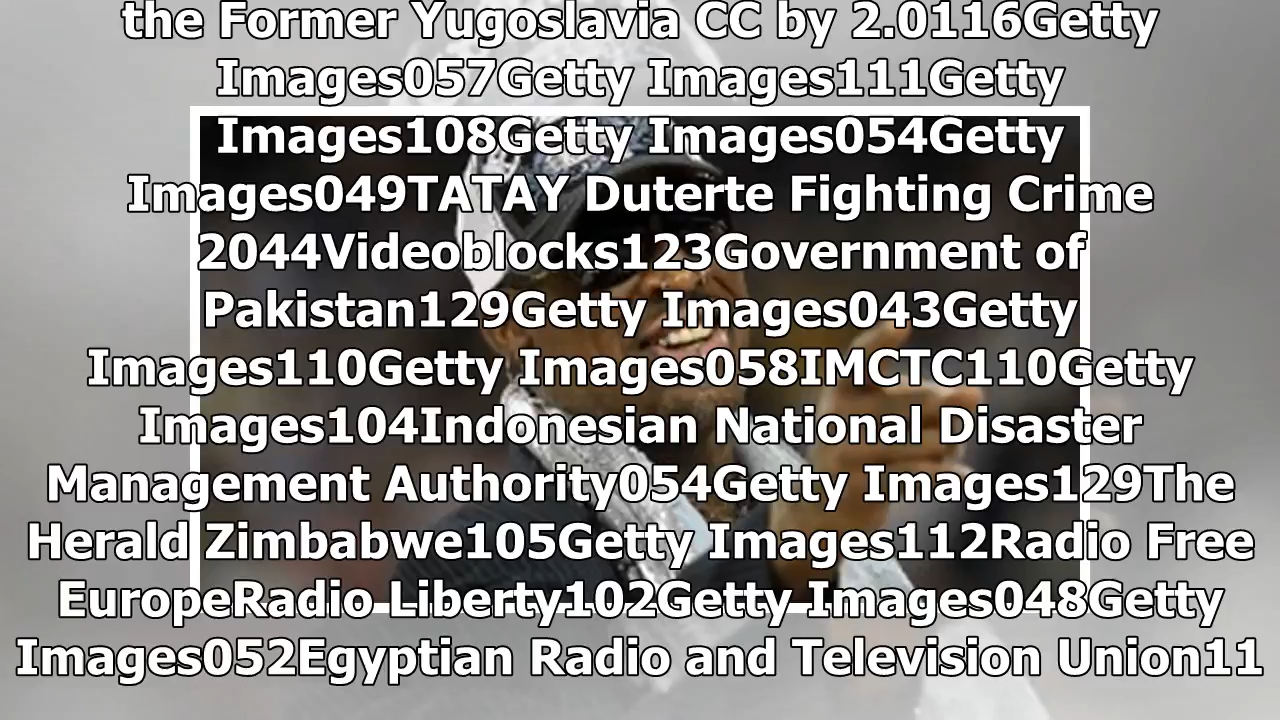 the Former Yugoslavia CC by 2.0116Getty
Images057Getty Images111Getty
Images108Getty Images054Getty
Images049TATAY Duterte Fighting Crime
2044Videoblocks123Government of
Pakistan129Getty Images043Getty
Images110Getty Images058IMCTC110Getty
Images104Indonesian National Disaster
Management Authority054Getty Images129The
Herald Zimbabwe105Getty Images112Radio Free
EuropeRadio Liberty102Getty Images048Getty
Images052Egyptian Radio and Television Union11